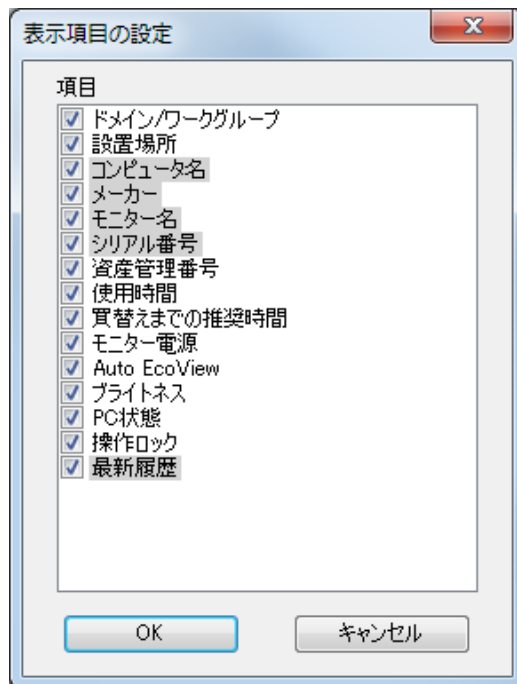 表示項目の設定
項目
ドメイン/ワークグループ
設置場所
コンピュータ名
メーカー
モニター名
シリアル番号
資産管理番号
使用時間
買替えまでの推奨時間
モニター電源
Auto EcoView
ブライトネス
PC状態
操作ロック
最新履歴
OK
キャンセル